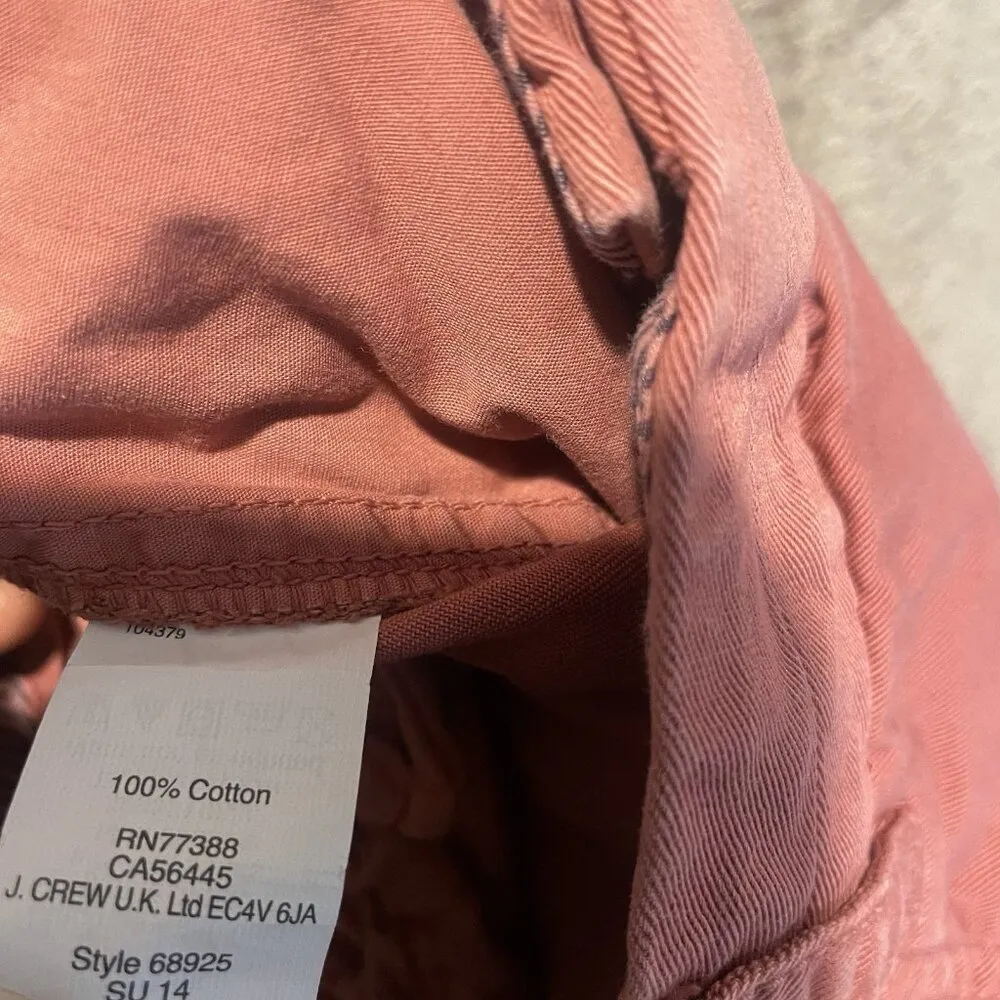 104379
100% Cotton
RN77388
CA56445
J. CREW U.K. Ltd EC4V 6JA
Style 68925
SU 14